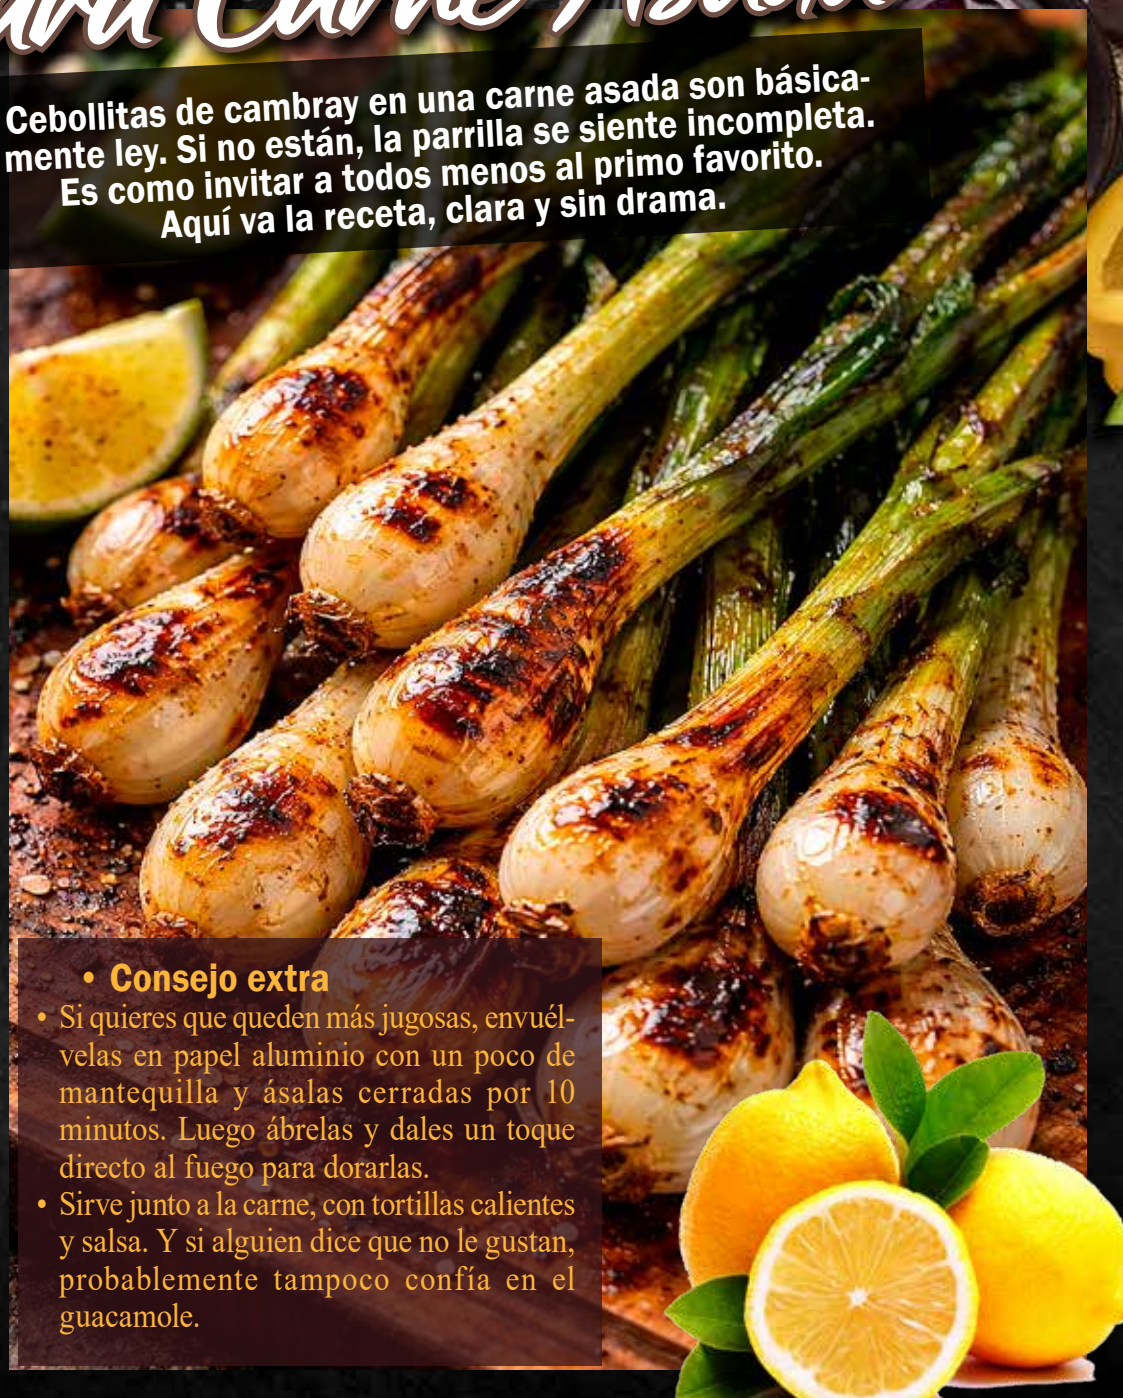 ara Carne Asada
Cebollitas de cambray en una carne asada son básica-
mente ley. Si no están, la parrilla se siente incompleta.
Es como invitar a todos menos al primo favorito.
Aquí va la receta, clara y sin drama.
• Consejo extra
• Si quieres que queden más jugosas, envuél-
velas en papel aluminio con un poco de
mantequilla y ásalas cerradas por 10
minutos. Luego ábrelas y dales un toque
directo al fuego para dorarlas.
• Sirve junto a la carne, con tortillas calientes
y salsa. Y si alguien dice que no le gustan,
probablemente tampoco confía en el
guacamole.